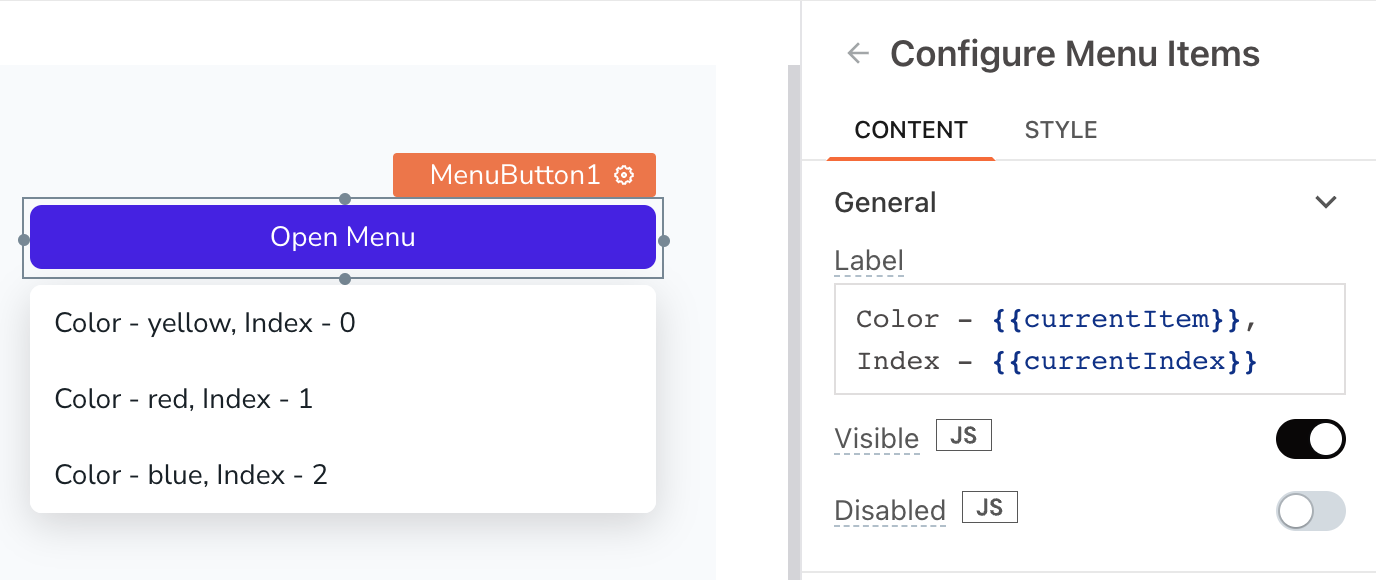 MenuButton1
Open Menu
Color - yellow, Index - 0
Color - red, Index - 1
Color - blue, Index - 2
Configure Menu Items
CONTENT STYLE
General
Label
Color – {{currentItem}},
Index – {{currentIndex}}
Visible JS
Disabled JS